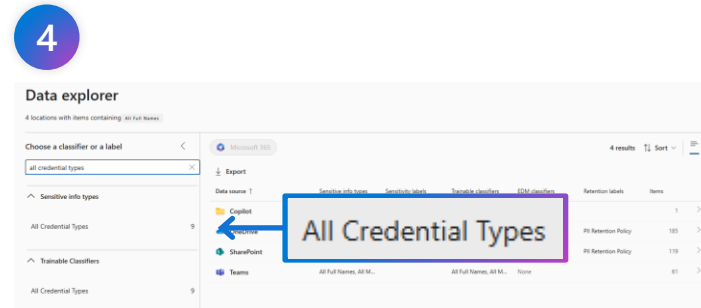 4
Data explorer
4 locations with items containing All Full Names
Choose a classifier or a label
all credential types
Sensitive info types
All Credential Types 9
Trainable Classifiers
All Credential Types 9
Microsoft 365
4 results Sort
Export
Data source Sensitive info types Sensitivity labels Trainable classifiers EDM classifiers Retention labels Items
Copilot 1
OneDrive PII Retention Policy 185
SharePoint PII Retention Policy 119
Teams All Full Names, All M... All Full Names, All M... None 61
All Credential Types